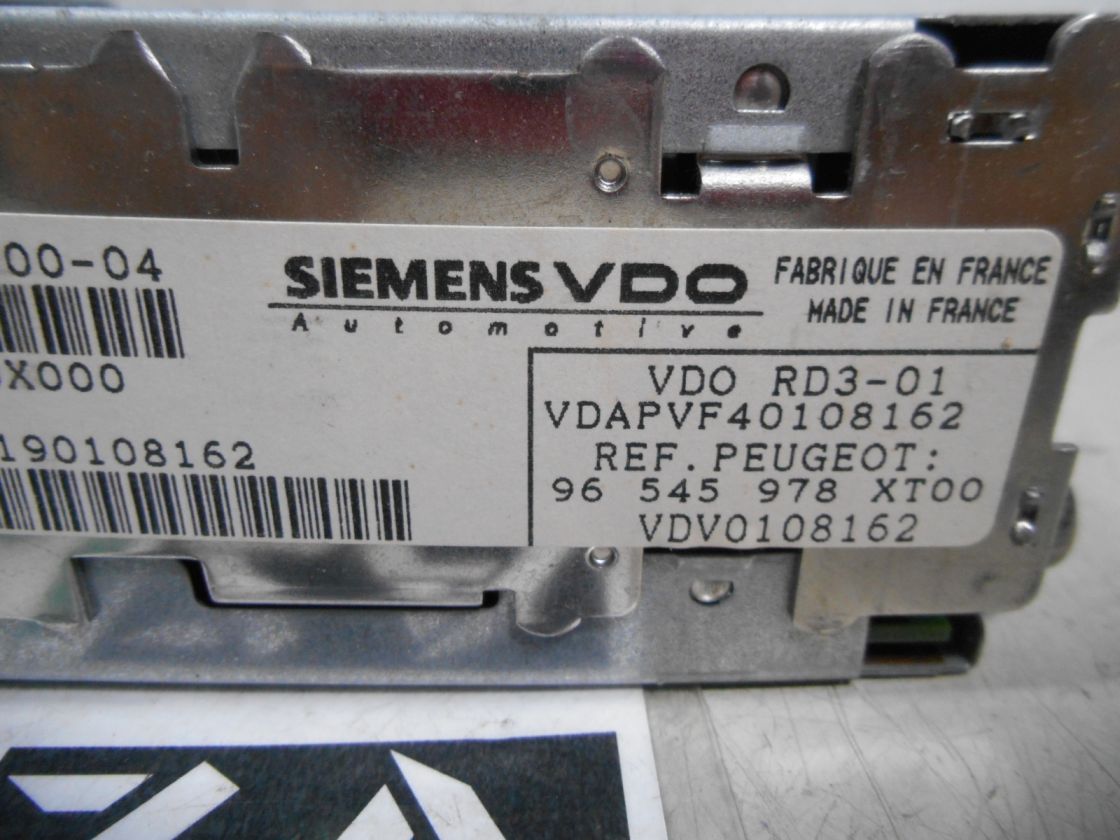 00-04
SIEMENS VDO
Automotive
FABRIQUE EN FRANCE
MADE IN FRANCE
X000
190108162
VDO RD3-01
VDAPVF40108162
REF.PEUGEOT:
96 545 978 XT00
VDV0108162